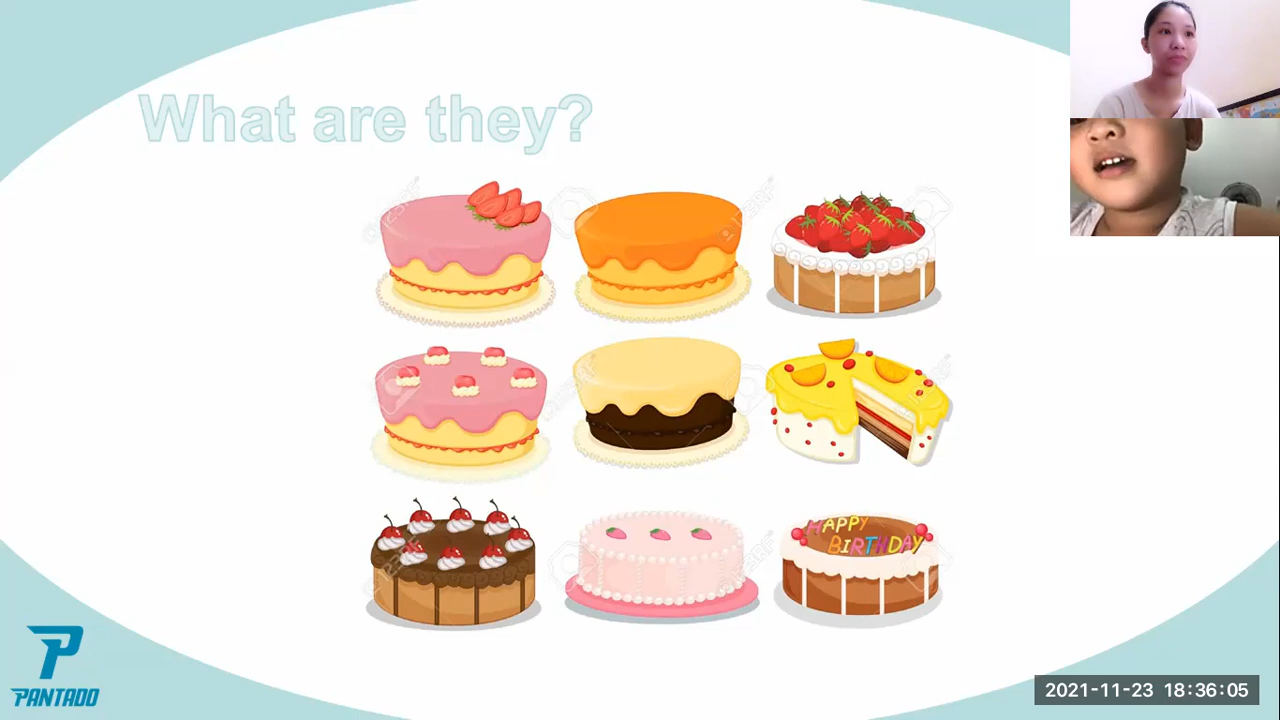 What are they?
HAPPY
BIRTHDAY
PANTADO
2021-11-23 18:36:05